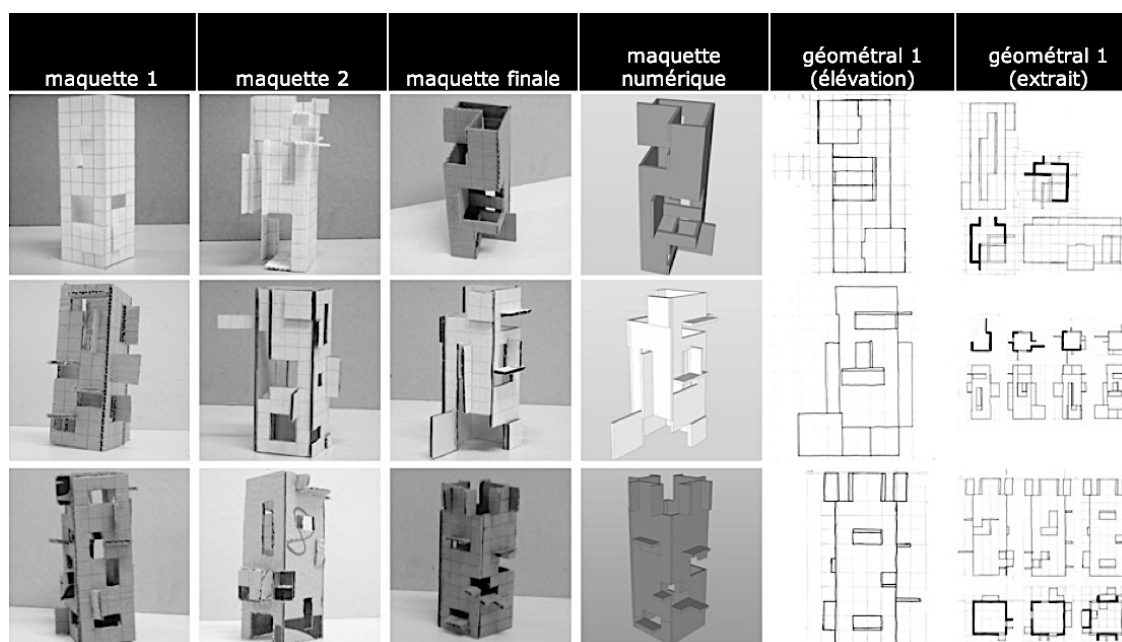 maquette 1
maquette 2
maquette finale
maquette
numérique
géométral 1
(élévation)
géométral 1
(extrait)